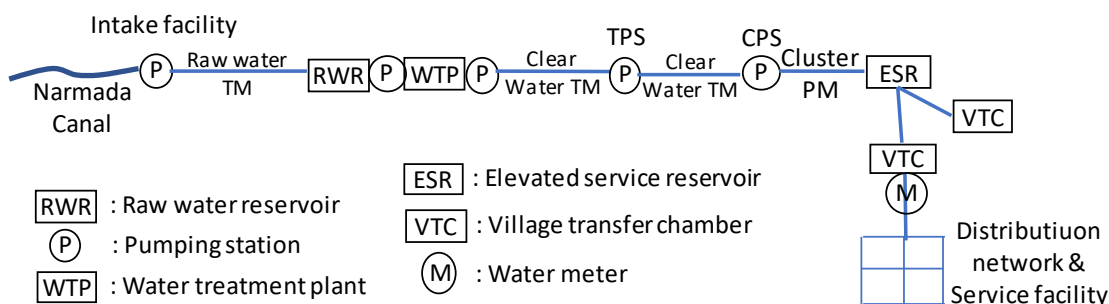 Intake facility
P
Raw water
TM
RWR
P
WTP
P
Clear
Water TM
TPS
P
Clear
Water TM
CPS
P
Cluster
PM
ESR
VTC
Narmada
Canal
VTC
M
RWR : Raw water reservoir
P : Pumping station
WTP : Water treatment plant
ESR : Elevated service reservoir
VTC : Village transfer chamber
M : Water meter
Distributiuon
network &
Service facility